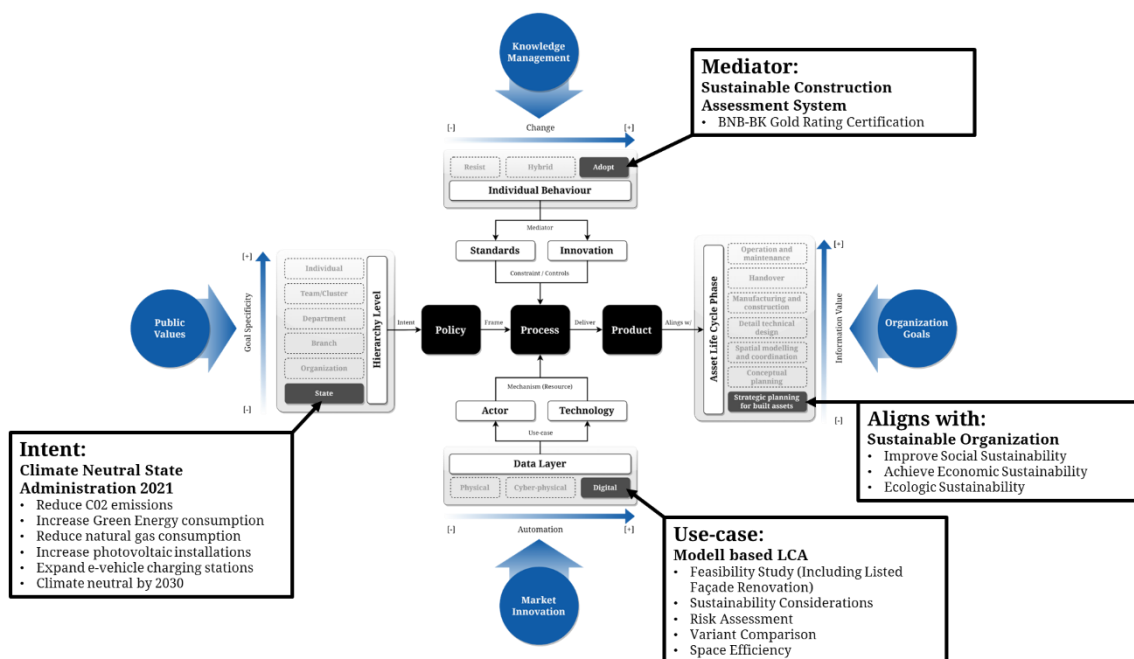 Knowledge
Management
[-]
Change
[+]
Resist
Hybrid
Adopt
Individual Behaviour
Mediator
Standards
Innovation
Constraint / Controls
Mediator:
Sustainable Construction
Assessment System
• BNB-BK Gold Rating Certification
Public
Values
[+]
Goal Specificity
[-]
Individual
Team/Cluster
Department
Branch
Organization
State
Hierarchy Level
Intent
Policy
Frame
Process
Deliver
Product
Alings w/
Asset Life Cycle Phase
Operation and
maintenance
Handover
Manufacturing and
construction
Detail technical
design
Spatial modelling
and coordination
Conceptual
planning
Strategic planning
for built assets
[+]
Information Value
[-]
Organization
Goals
Mechanism (Resource)
Actor
Technology
Use-case
Data Layer
Physical
Cyber-physical
Digital
[-]
Automation
[+]
Market
Innovation
Intent:
Climate Neutral State
Administration 2021
• Reduce C02 emissions
• Increase Green Energy consumption
• Reduce natural gas consumption
• Increase photovoltaic installations
• Expand e-vehicle charging stations
• Climate neutral by 2030
Aligns with:
Sustainable Organization
• Improve Social Sustainability
• Achieve Economic Sustainability
• Ecologic Sustainability
Use-case:
Modell based LCA
• Feasibility Study (Including Listed
Façade Renovation)
• Sustainability Considerations
• Risk Assessment
• Variant Comparison
• Space Efficiency